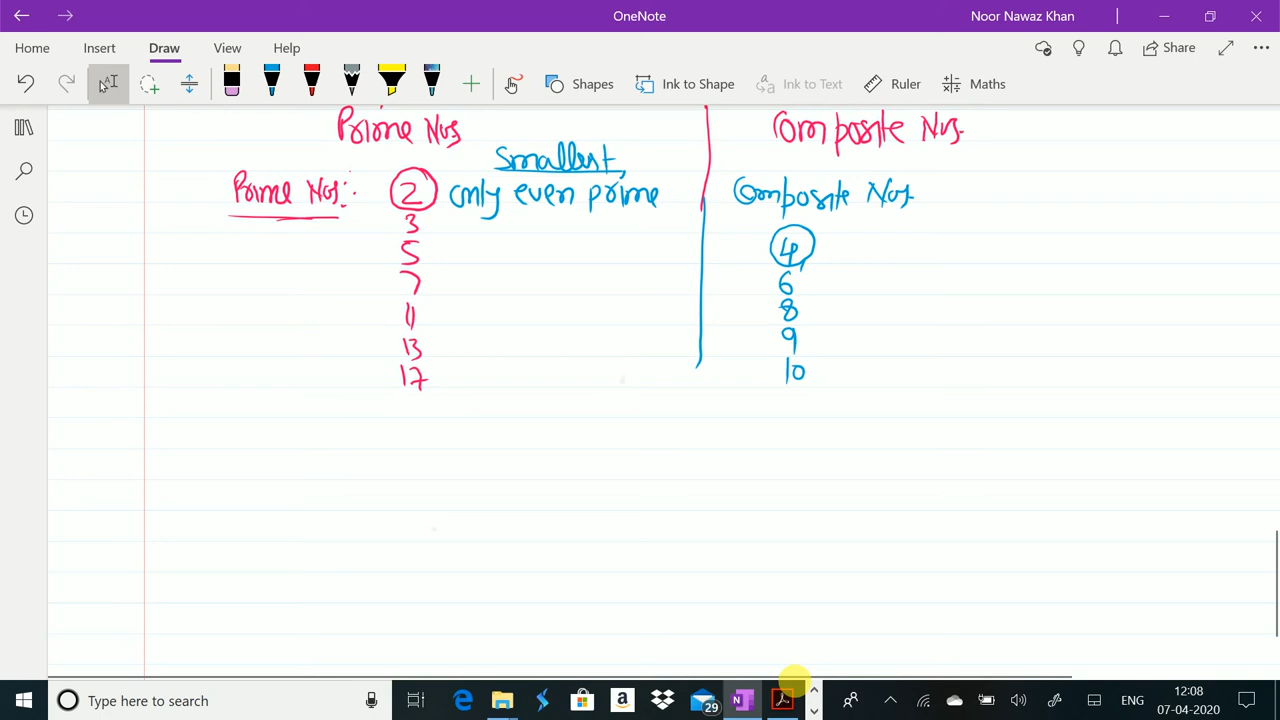 OneNote
Noor Nawaz Khan
Home Insert Draw View Help
Share
Shapes Ink to Shape Ink to Text Ruler Maths
Prime Nos
Composite Nos.
Smallest,
Prime Nos:- 2 only even prime
Composite Nos.
3
5
7
11
13
17
4,
6
8
9
10
Type here to search
29
ENG
12:08
07-04-2020